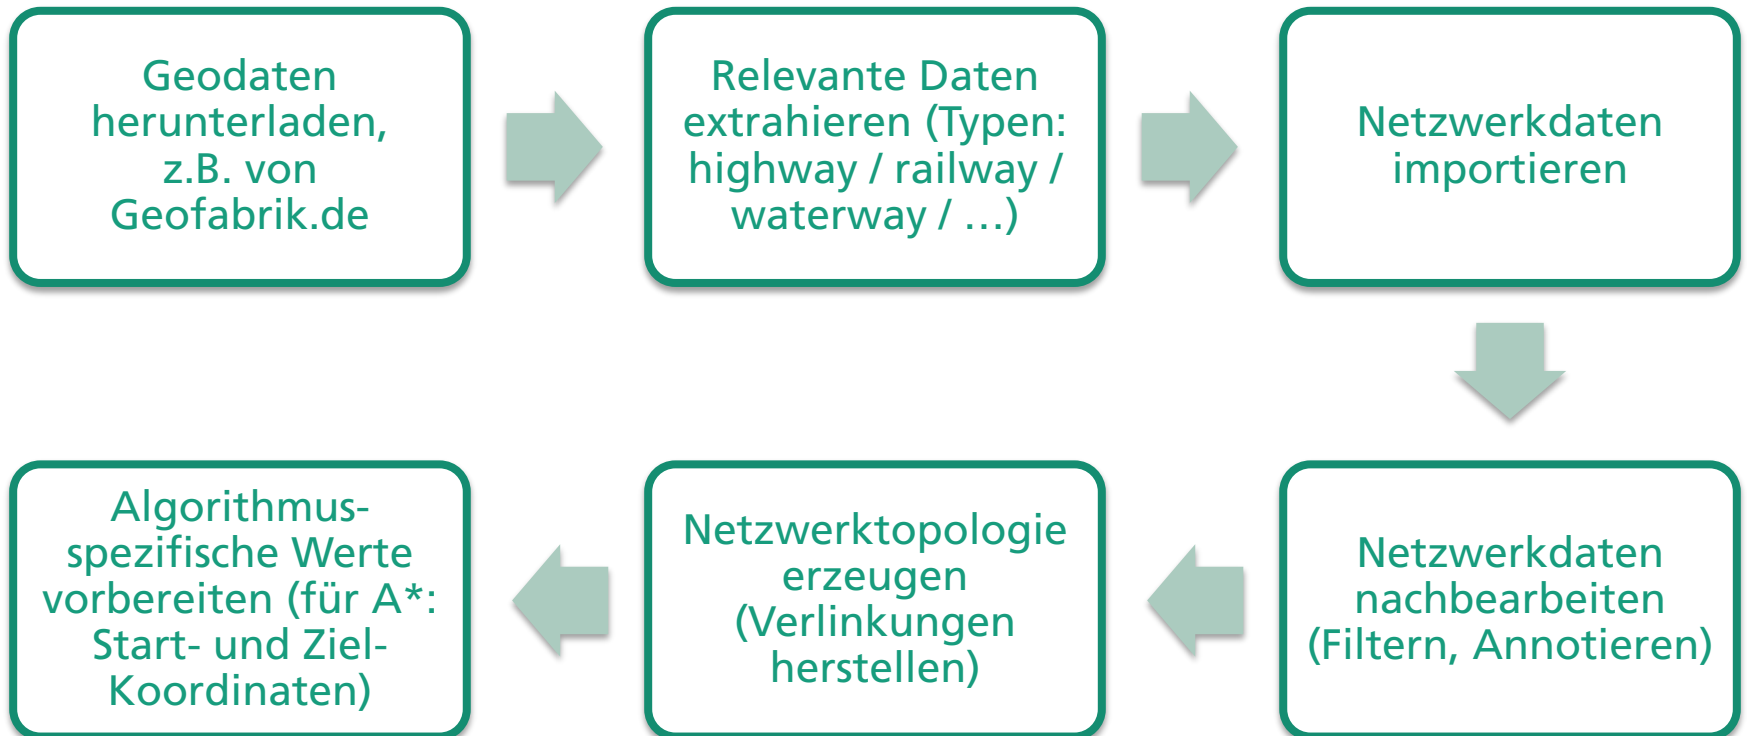 Geodaten
herunterladen,
z.B. von
Geofabrik.de
Relevante Daten
extrahieren (Typen:
highway / railway /
waterway / …)
Netzwerkdaten
importieren
Netzwerkdaten
nachbearbeiten
(Filtern, Annotieren)
Netzwerktopologie
erzeugen
(Verlinkungen
herstellen)
Algorithmus-
spezifische Werte
vorbereiten (für A*:
Start- und Ziel-
Koordinaten)